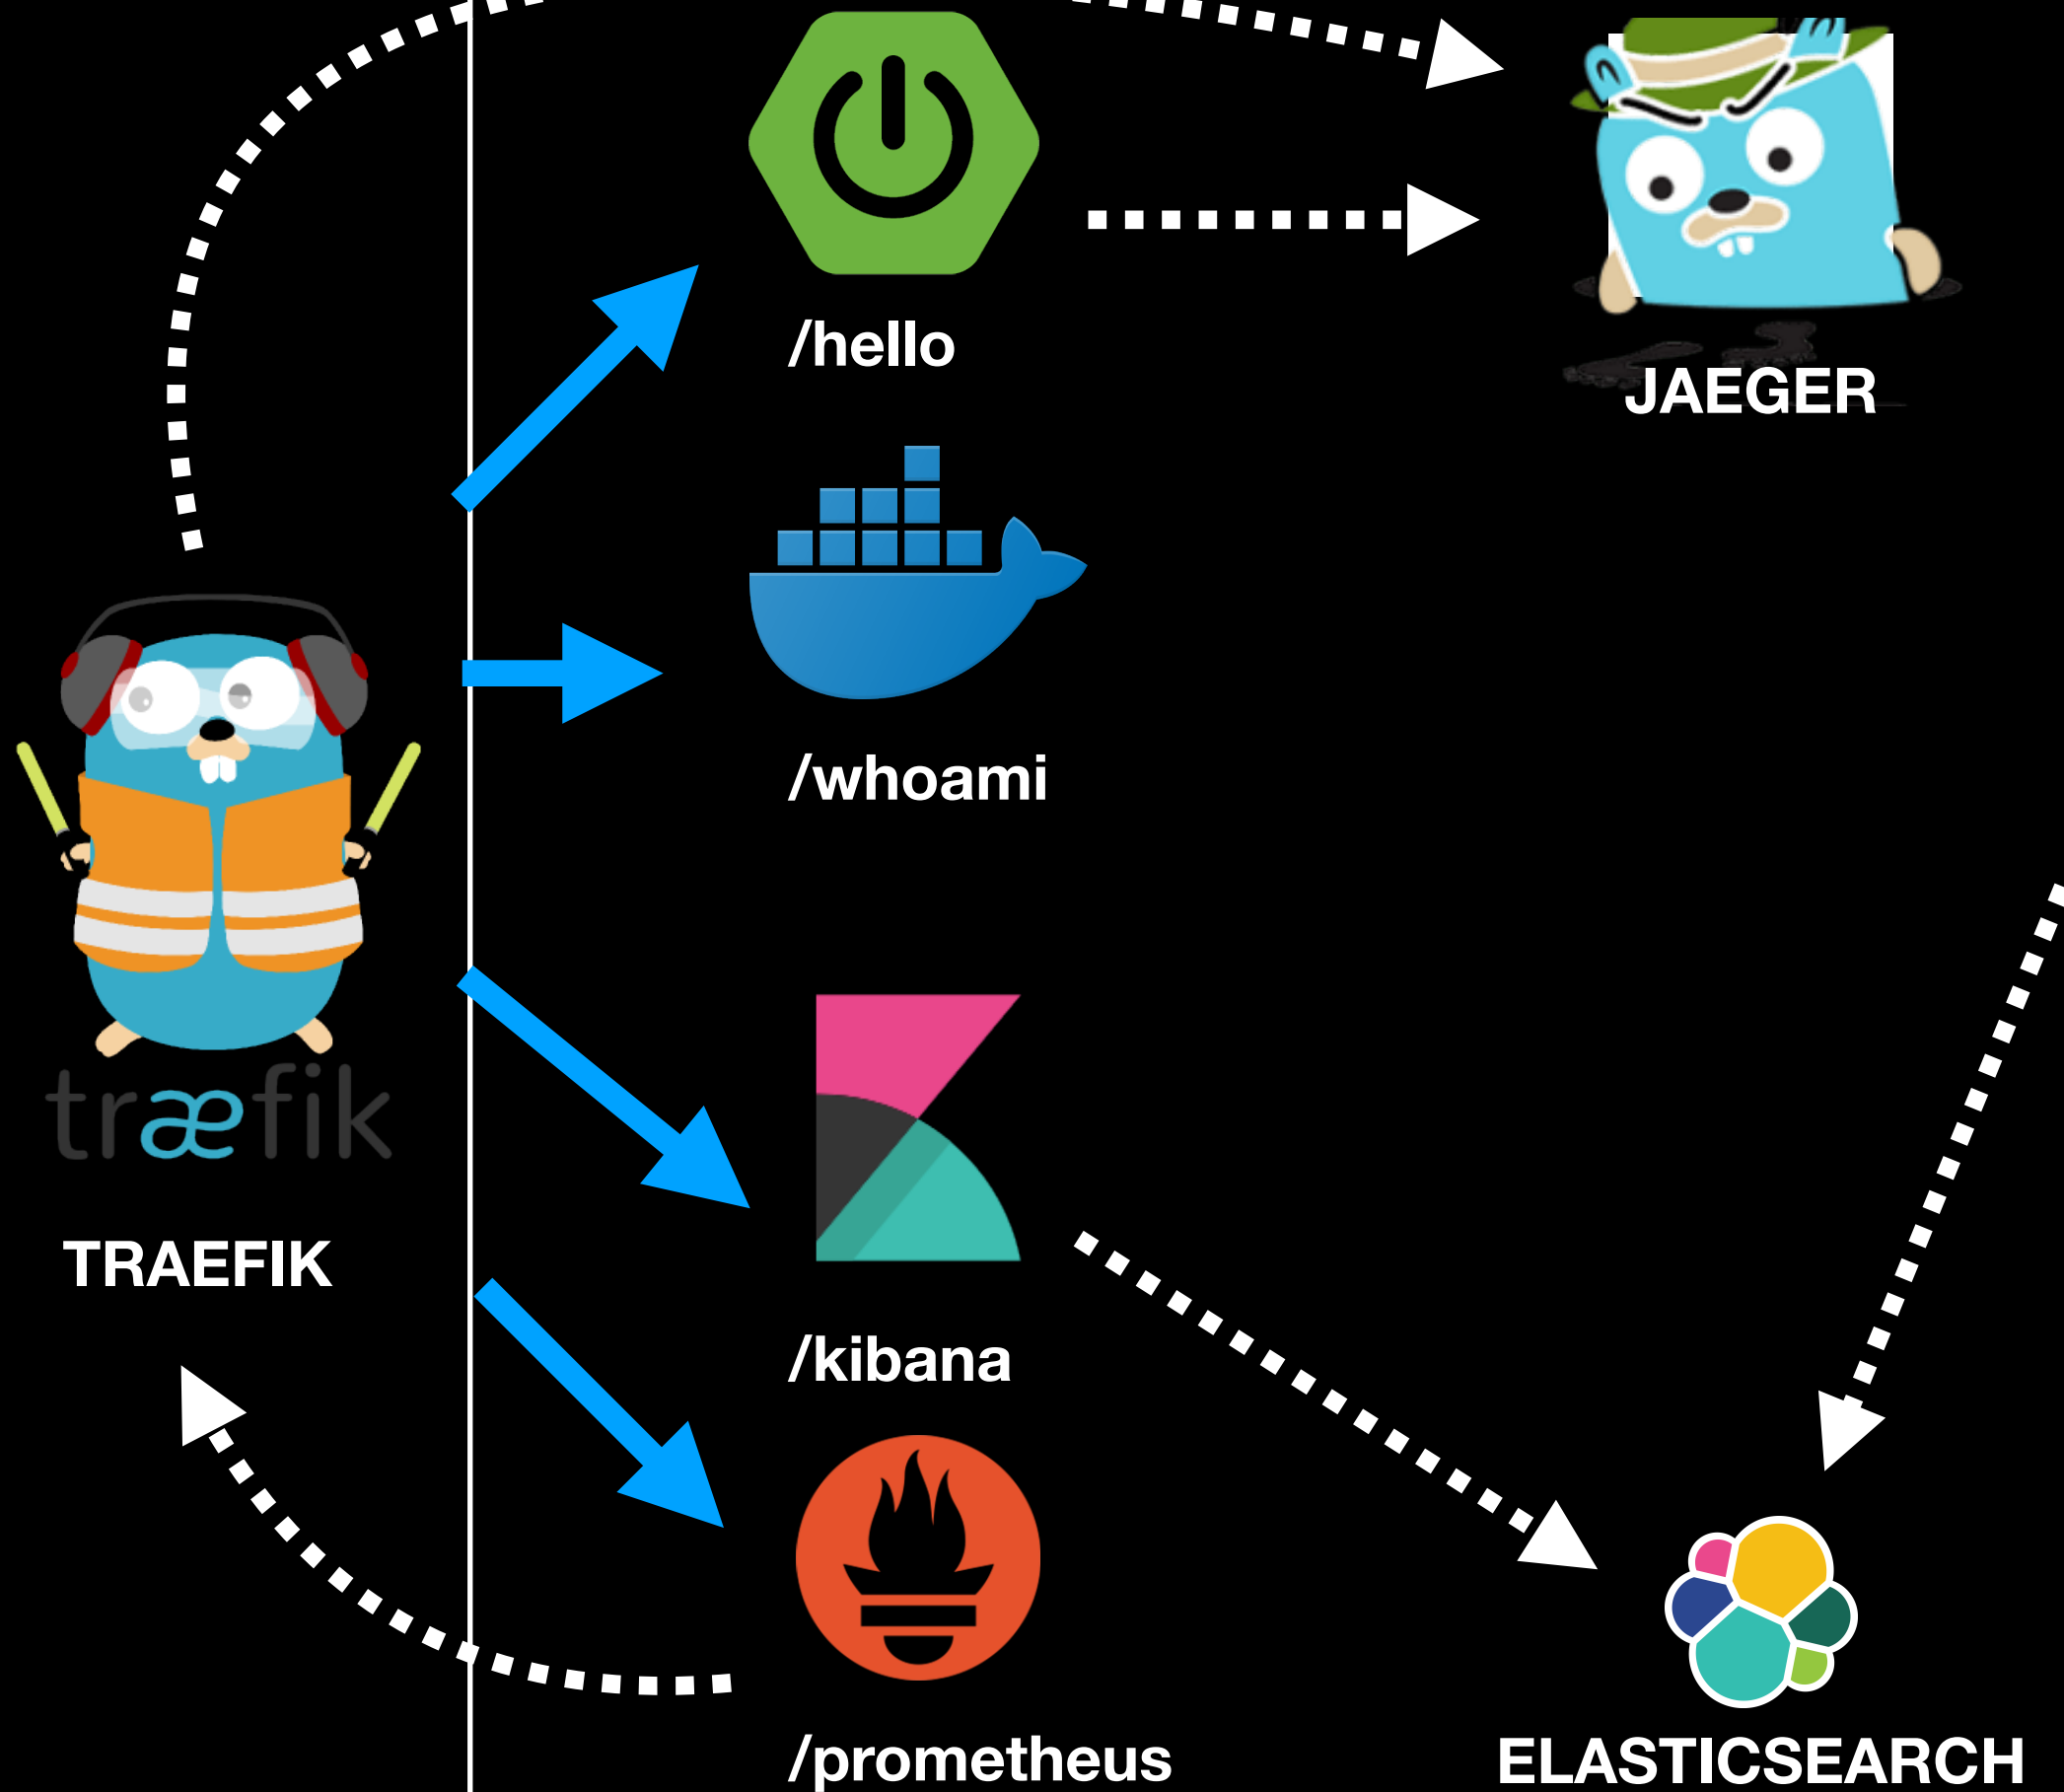 /hello
JAEGER
/whoami
træfik
TRAEFIK
/kibana
/prometheus
ELASTICSEARCH